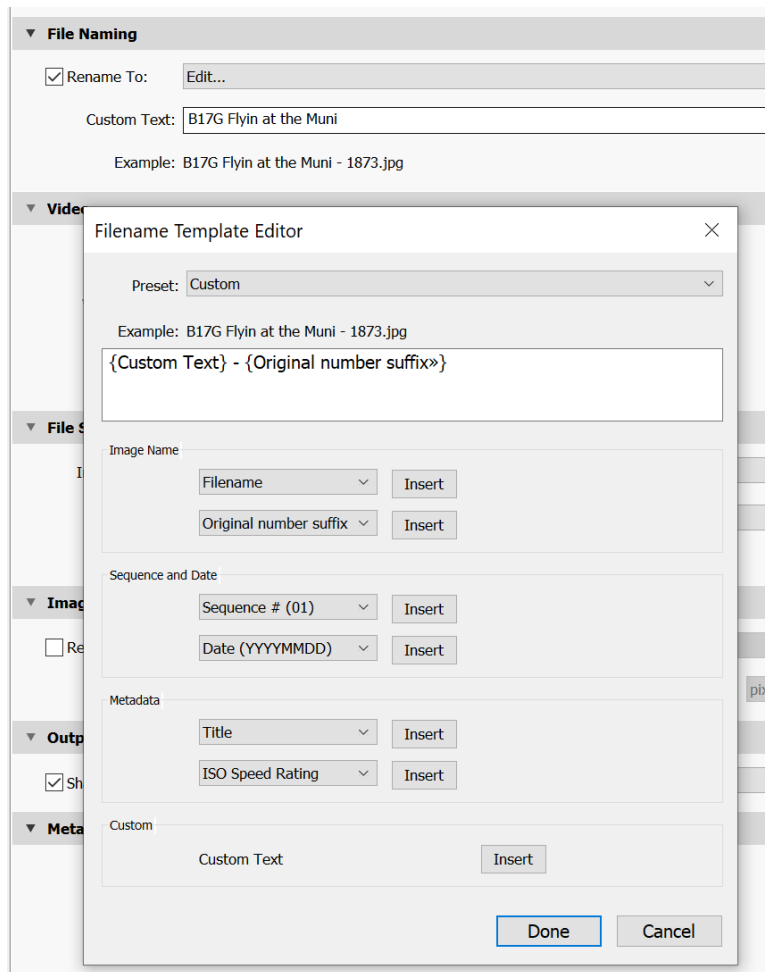 File Naming
Rename To: Edit...
Custom Text: B17G Flyin at the Muni
Example: B17G Flyin at the Muni - 1873.jpg
Video
Filename Template Editor
Preset: Custom
Example: B17G Flyin at the Muni - 1873.jpg
{Custom Text} - {Original number suffix»}
File S
Image Name
Filename Insert
Original number suffix Insert
Sequence and Date
Sequence # (01) Insert
Imag
Re
Date (YYYYMMDD) Insert
pix
Metadata
Title Insert
Outp
Sh
ISO Speed Rating Insert
Meta
Custom
Custom Text Insert
Done Cancel